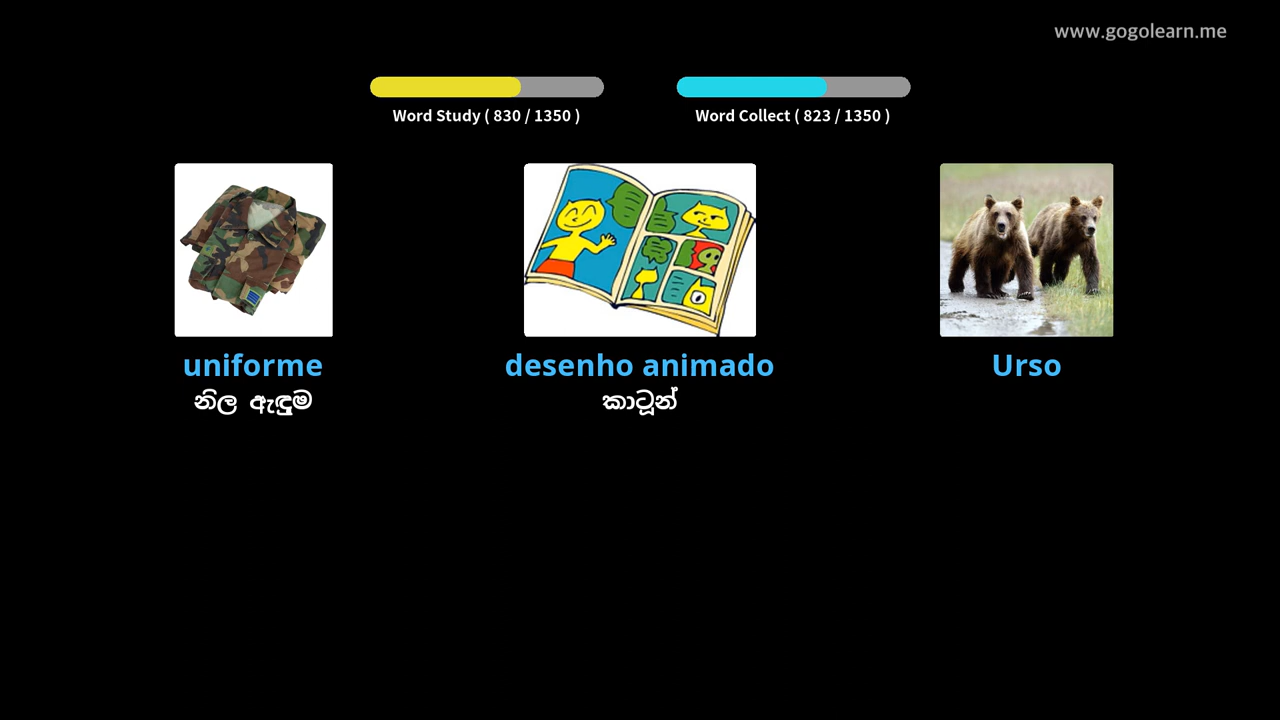 www.gogolearn.me
Word Study ( 830 / 1350 )
Word Collect ( 823 / 1350 )
uniforme
නිල ඇඳුම
desenho animado
කාටූන්
Urso